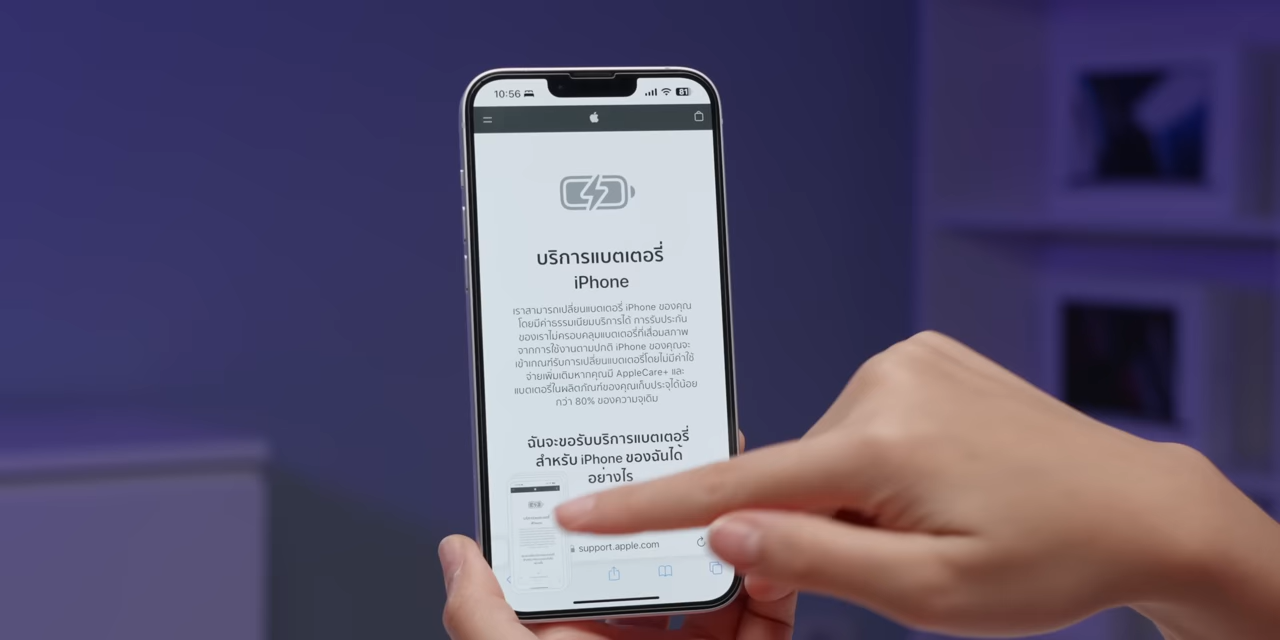 10:56
81
บริการแบตเตอรี่
iPhone
เราสามารถเปลี่ยนแบตเตอรี่ iPhone ของคุณ
โดยมีค่าธรรมเนียมบริการได้ การรับประกัน
ของเราไม่ครอบคลุมแบตเตอรี่ที่เสื่อมสภาพ
จากการใช้งานตามปกติ iPhone ของคุณจะ
เข้าเกณฑ์รับการเปลี่ยนแบตเตอรี่โดยไม่มีค่าใช้
จ่ายเพิ่มเติมหากคุณมี AppleCare+ และ
แบตเตอรี่ในผลิตภัณฑ์ของคุณเก็บประจุได้น้อย
กว่า 80% ของความจุเดิม
ฉันจะขอรับบริการแบตเตอรี่
สำหรับ iPhone ของฉันได้
อย่างไร
support.apple.com